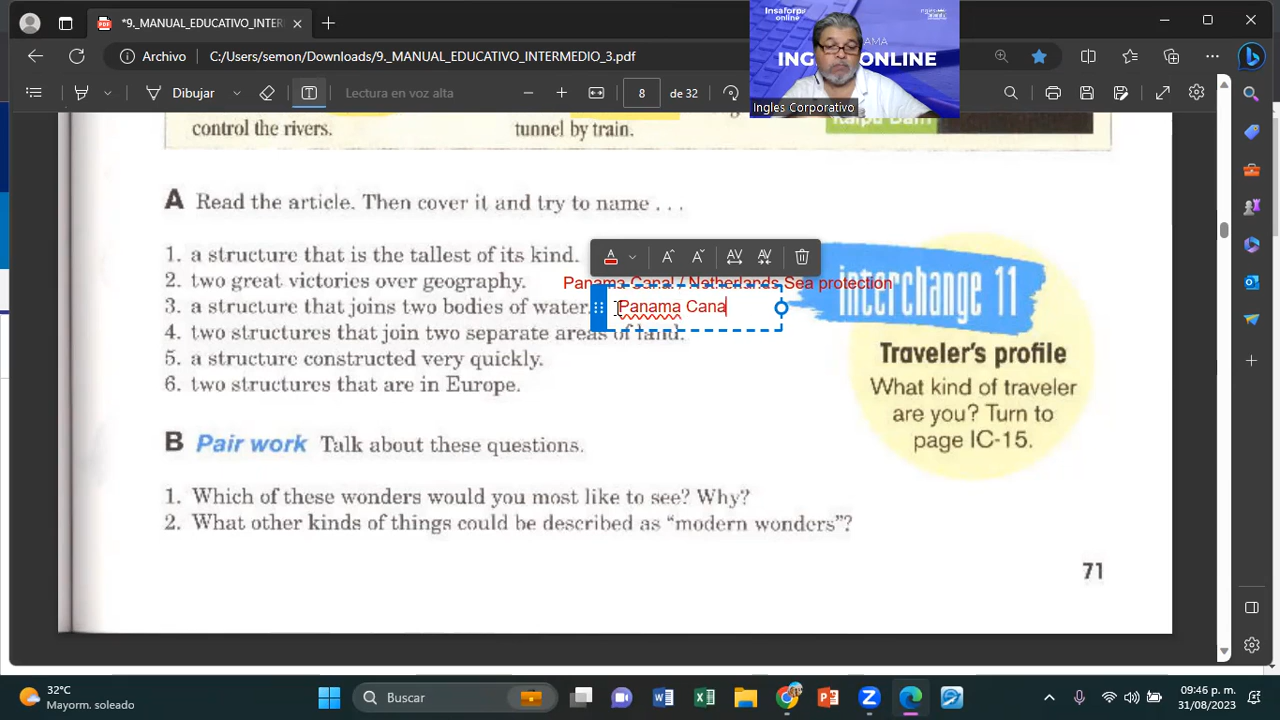 9._MANUAL_EDUCATIVO_INTER
Insaforp online
INGLES ONLINE
Ingles Corporativo
Archivo
C:/Users/semot/Downloads/9._MANUAL_EDUCATIVO_INTERMEDIO_3.pdf
Dibujar
Lectura en voz alta
8
de 32
control the rivers.
tunnel by train.
A Read the article. Then cover it and try to name . . .
1. a structure that is the tallest of its kind.
2. two great victories over geography.
Panama Canal / Natherlands Sea protection
3. a structure that joins two bodies of water.
Panama Cana
4. two structures that join two separate areas of land.
5. a structure constructed very quickly.
6. two structures that are in Europe.
interchange 11
Traveler's profile
What kind of traveler
are you? Turn to
page IC-15.
B Pair work Talk about these questions.
1. Which of these wonders would you most like to see? Why?
2. What other kinds of things could be described as “modern wonders”?
71
32°C
Mayorm. soleado
Buscar
09:46 p. m.
31/08/2023